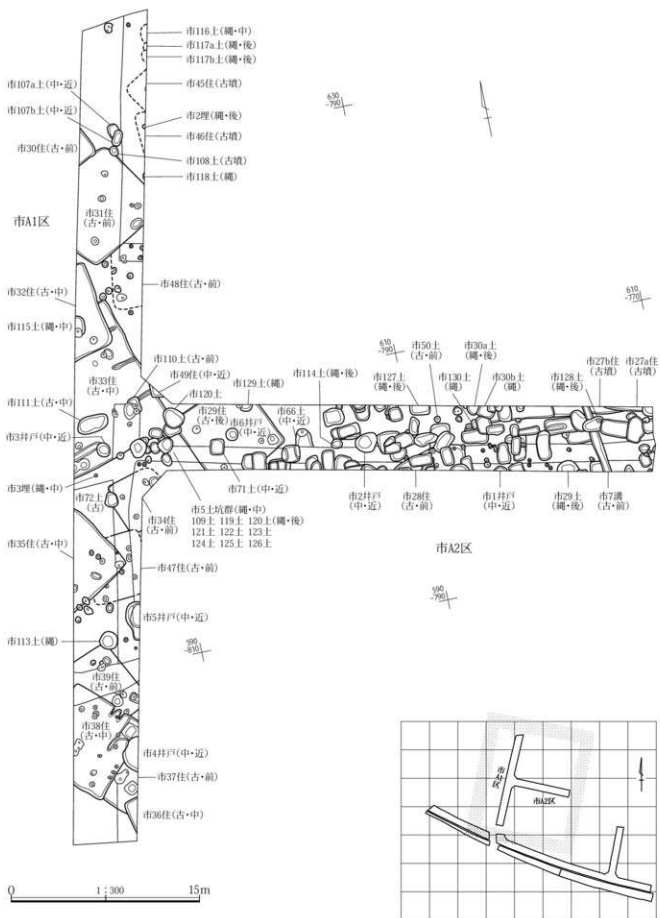 市116土(縄・中)
市117a土(縄・後)
市117b土(縄・後)
市45住(古墳)
市2埋(縄・後)
市46住(古墳)
市108土(古墳)
市118土(縄)
市48住(古・前)
市107a土(中・近)
市107b土(中・近)
市30住(古・前)
市31住
(古・前)
市A1区
市32住(古・中)
市115土(縄・中)
市33住
(古・中)
市111土(古・中)
市3井戸(中・近)
市3埋(縄・中)
市72土
(古)
市35住(古・中)
市113土(縄)
市39住
(古・前)
市38住
(古・中)
市110土(古・前)
市49住(中・近)
市120土
市29住
(古・後)
市129土(縄)
市6井戸
(中・近)
市66土
(中・近)
市114土(縄・後)
市127土
(縄・後)
市50土
(古・前)
市130土
(縄)
市30a土
(縄・後)
市30b土
(縄)
市128土
(縄・後)
市27b住
(古墳)
市27a住
(古墳)
市71土(中・近)
市5土坑群(縄・中)
109土 119土 120土(縄・後)
121土 122土 123土
124土 125土 126土
市34住
(古・前)
市47住(古・前)
市5井戸(中・近)
市4井戸(中・近)
市37住(古・前)
市36住(古・中)
市2井戸
(中・近)
市28住
(古・前)
市1井戸
(中・近)
市29土
(縄・後)
市7溝
(古・前)
市A2区
630
-790
610
-790
610
-770
590
-790
590
-810
0 1:300 15m
市A1区
市A2区